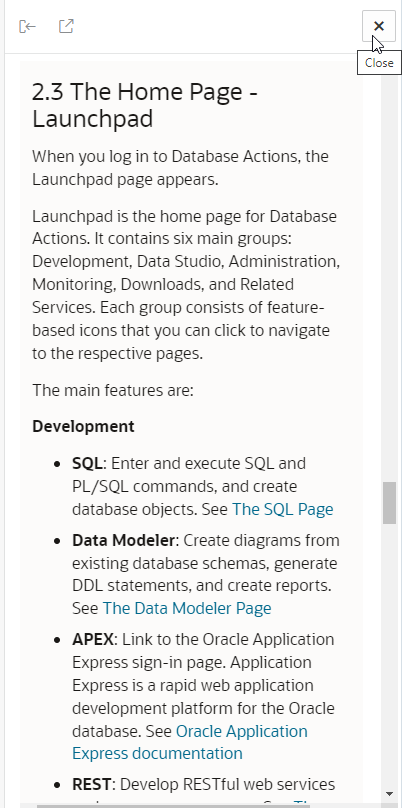 Close
2.3 The Home Page -
Launchpad
When you log in to Database Actions, the
Launchpad page appears.
Launchpad is the home page for Database
Actions. It contains six main groups:
Development, Data Studio, Administration,
Monitoring, Downloads, and Related
Services. Each group consists of feature-
based icons that you can click to navigate
to the respective pages.
The main features are:
Development
• SQL: Enter and execute SQL and
PL/SQL commands, and create
database objects. See The SQL Page
• Data Modeler: Create diagrams from
existing database schemas, generate
DDL statements, and create reports.
See The Data Modeler Page
• APEX: Link to the Oracle Application
Express sign-in page. Application
Express is a rapid web application
development platform for the Oracle
database. See Oracle Application
Express documentation
• REST: Develop RESTful web services